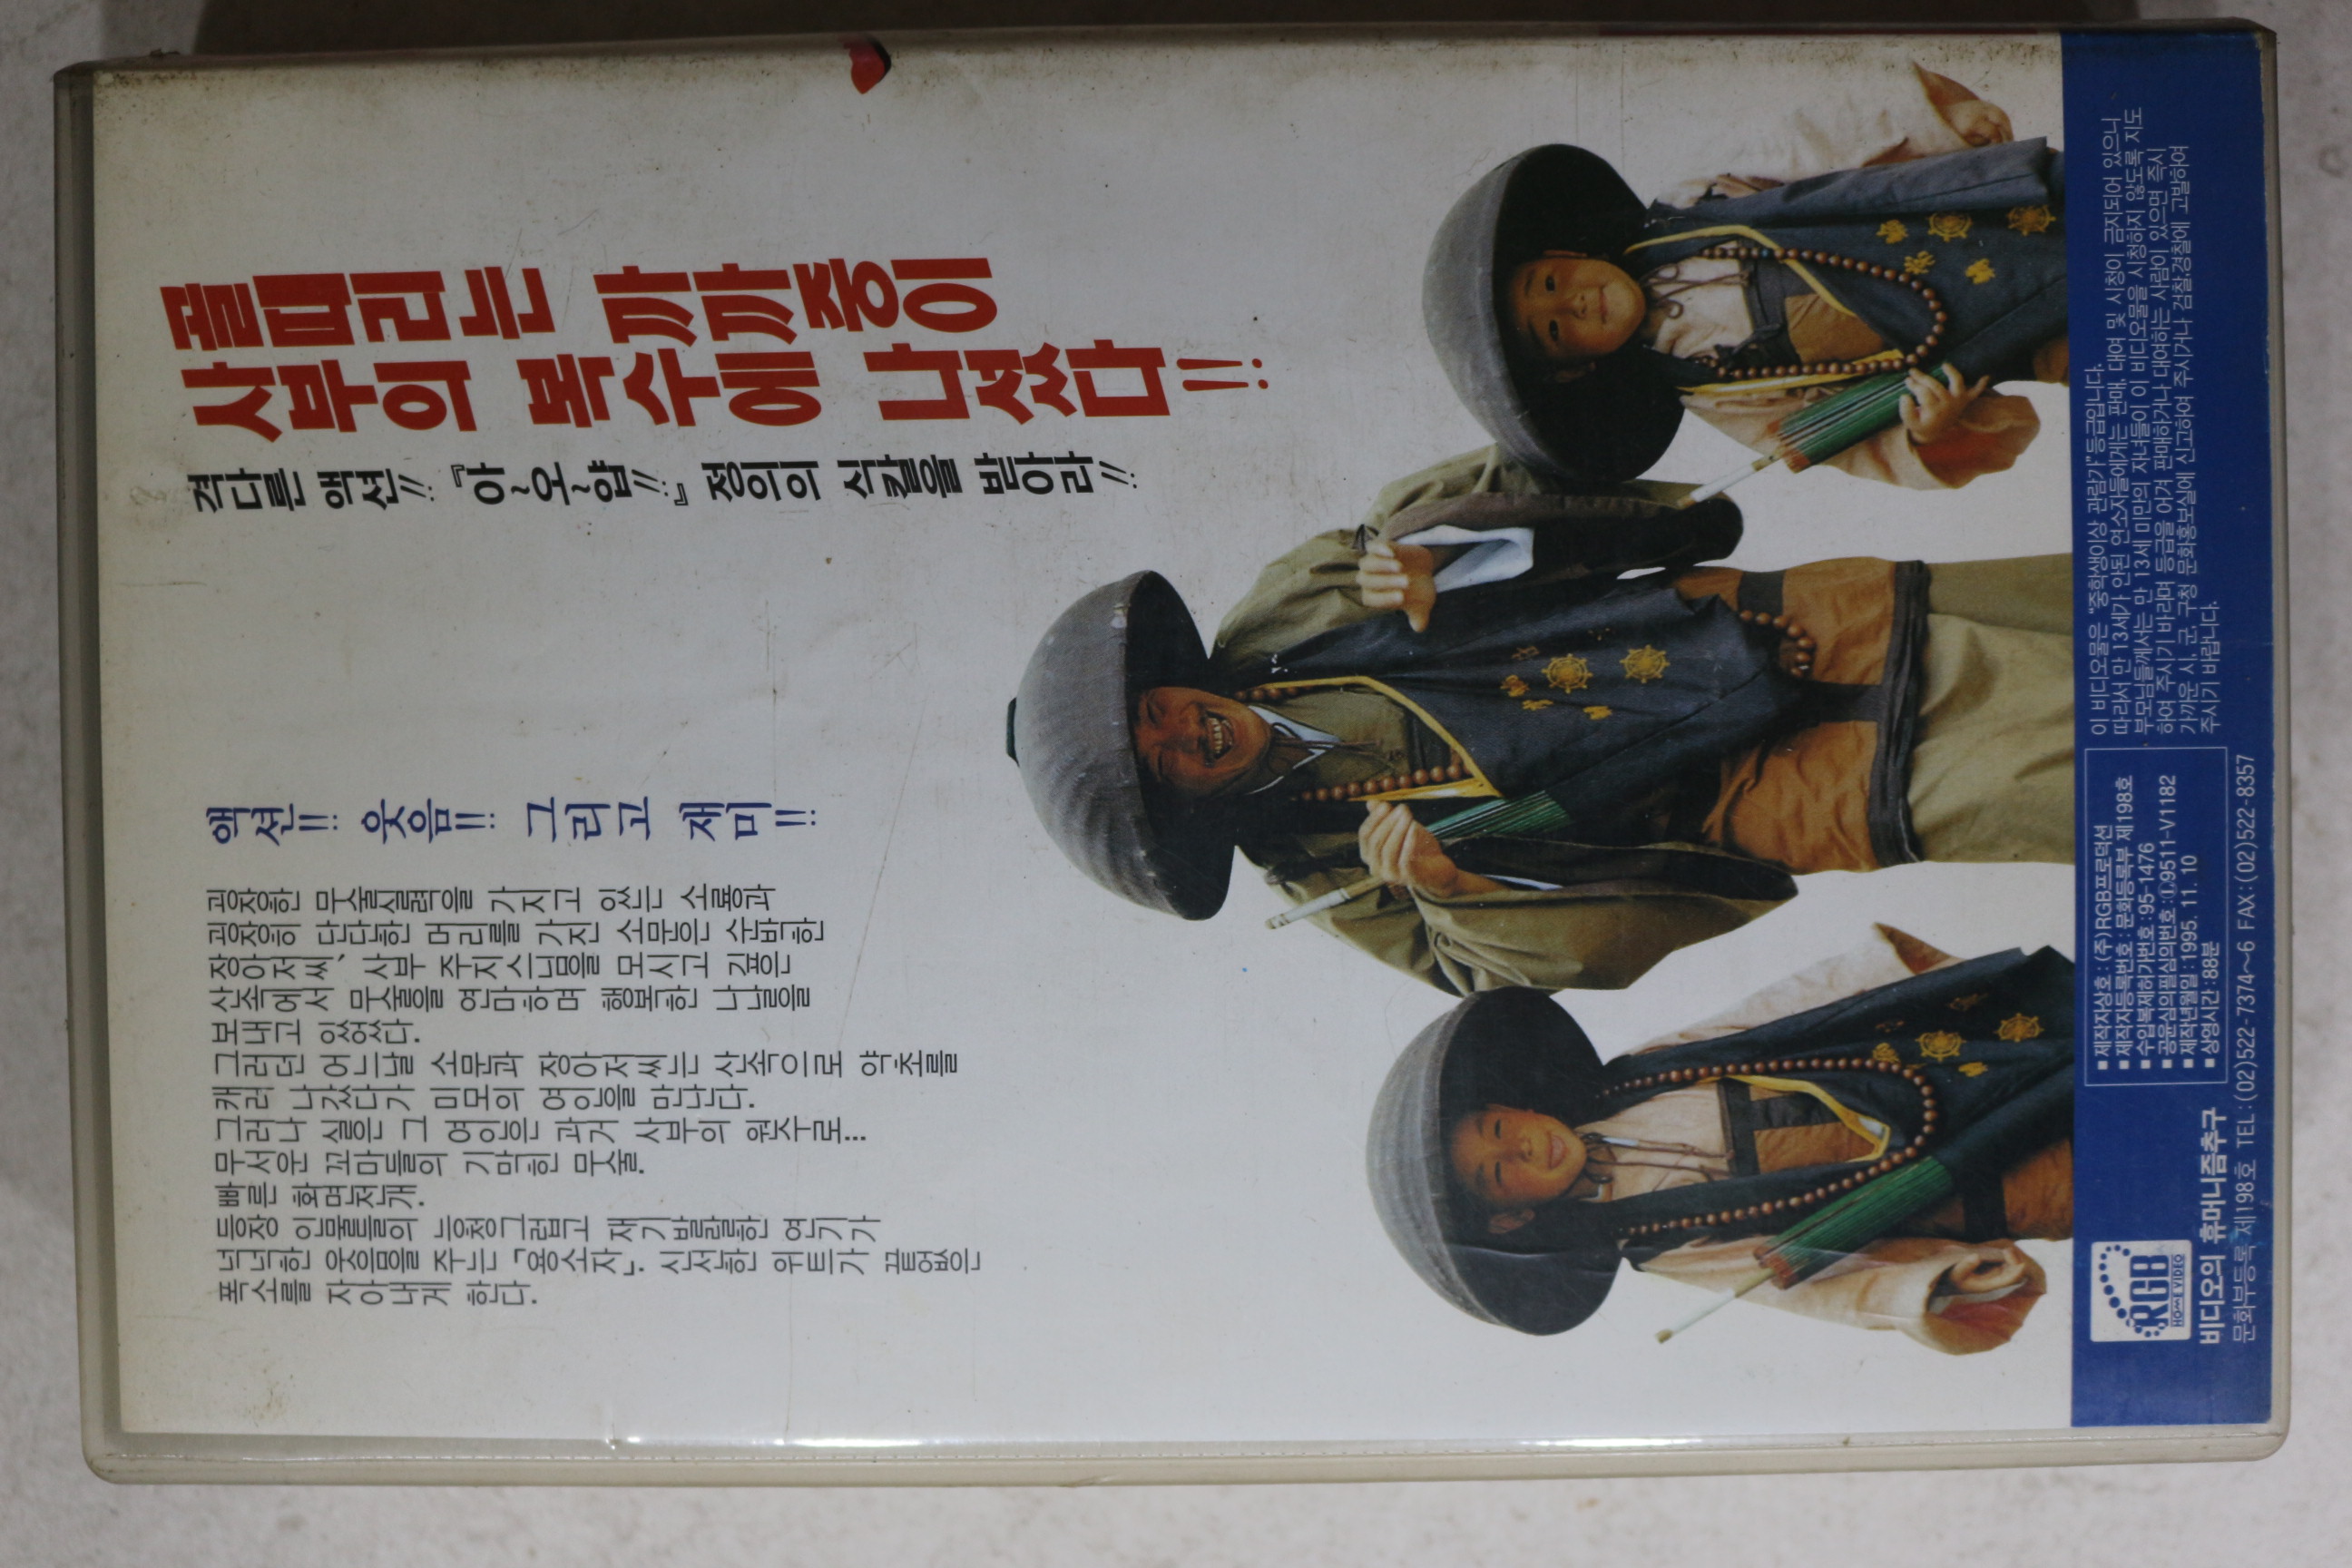 골때리는 까까중이
사부의 복수에 나섰다!!
격다른 액션!! 『아~오~합!!』 정의의 식칼을 받아라!!
액션!! 웃음!! 그리고 재미!!
굉장한 무술실력을 가지고 있는 소룡과
굉장히 단단한 머리를 가진 소문은 순박한
장아저씨、사부 주지스님을 모시고 깊은
산속에서 무술을 연마하며 행복한 나날을
보내고 있었다.
그러던 어느날 소문과 장아저씨는 산속으로 약초를
그캐러 나갔다가 미모의 여인을 만난다.
그러나 실은 그 여인은 과거 사부의 원수로...
무서운 꼬마들의 기막힌 무술.
빠른 화면전개.
등장 인물들의 능청그럽고 재기발랄한 연기가
넉넉한 웃음을 주는 「용소자」. 신선한 위트가 끝없은
폭소를 자아내게 한다.
이 비디오물은 "중학생이상 관람가"등급입니다.
따라서 만 13세가 안된 연소자들에게는 판매, 대여 및 시청이 금지되어 있으니
부모님들께서는 만 13세 미만의 자녀들이 이 비디오물을 시청하지 않도록 지도
하여 주시기 바라며 등급을 어겨 판매하거나 대여하는 사람이 있으면 즉시
가까운 시, 군, 구청 문화홍보실에 신고하여 주시거나 검찰·경찰에 고발하여
주시기 바랍니다.
■제작자상호 : (주)RGB프로덕션
■제작자등록번호 : 문화등록부 제198호
■수입복제허가번호 : 95-1476
■공윤심의필심의번호 :①.9511-V1182
■제작년월일 : 1995. 11. 10
■상영시간 : 88분
RGB
HOME VIDEO
비디오의 휴머니즘추구
문화부등록 제198호 TEL:(02)522-7374~6 FAX:(02)522-8357